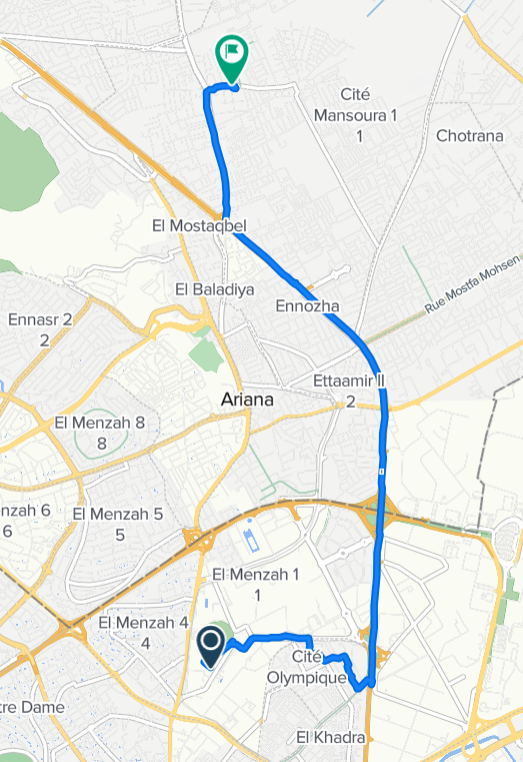 Cité
Mansoura 1
1
Chotrana
El Mostaqbel
Rue Mostfa Mohsen
El Baladiya
Ennozha
Ennasr 2
2
Ettaamir II
2
Ariana
El Menzah 8
8
nzah 6
6
El Menzah 5
5
El Menzah 1
1
El Menzah 4
4
Cité
Olympique
tre Dame
El Khadra